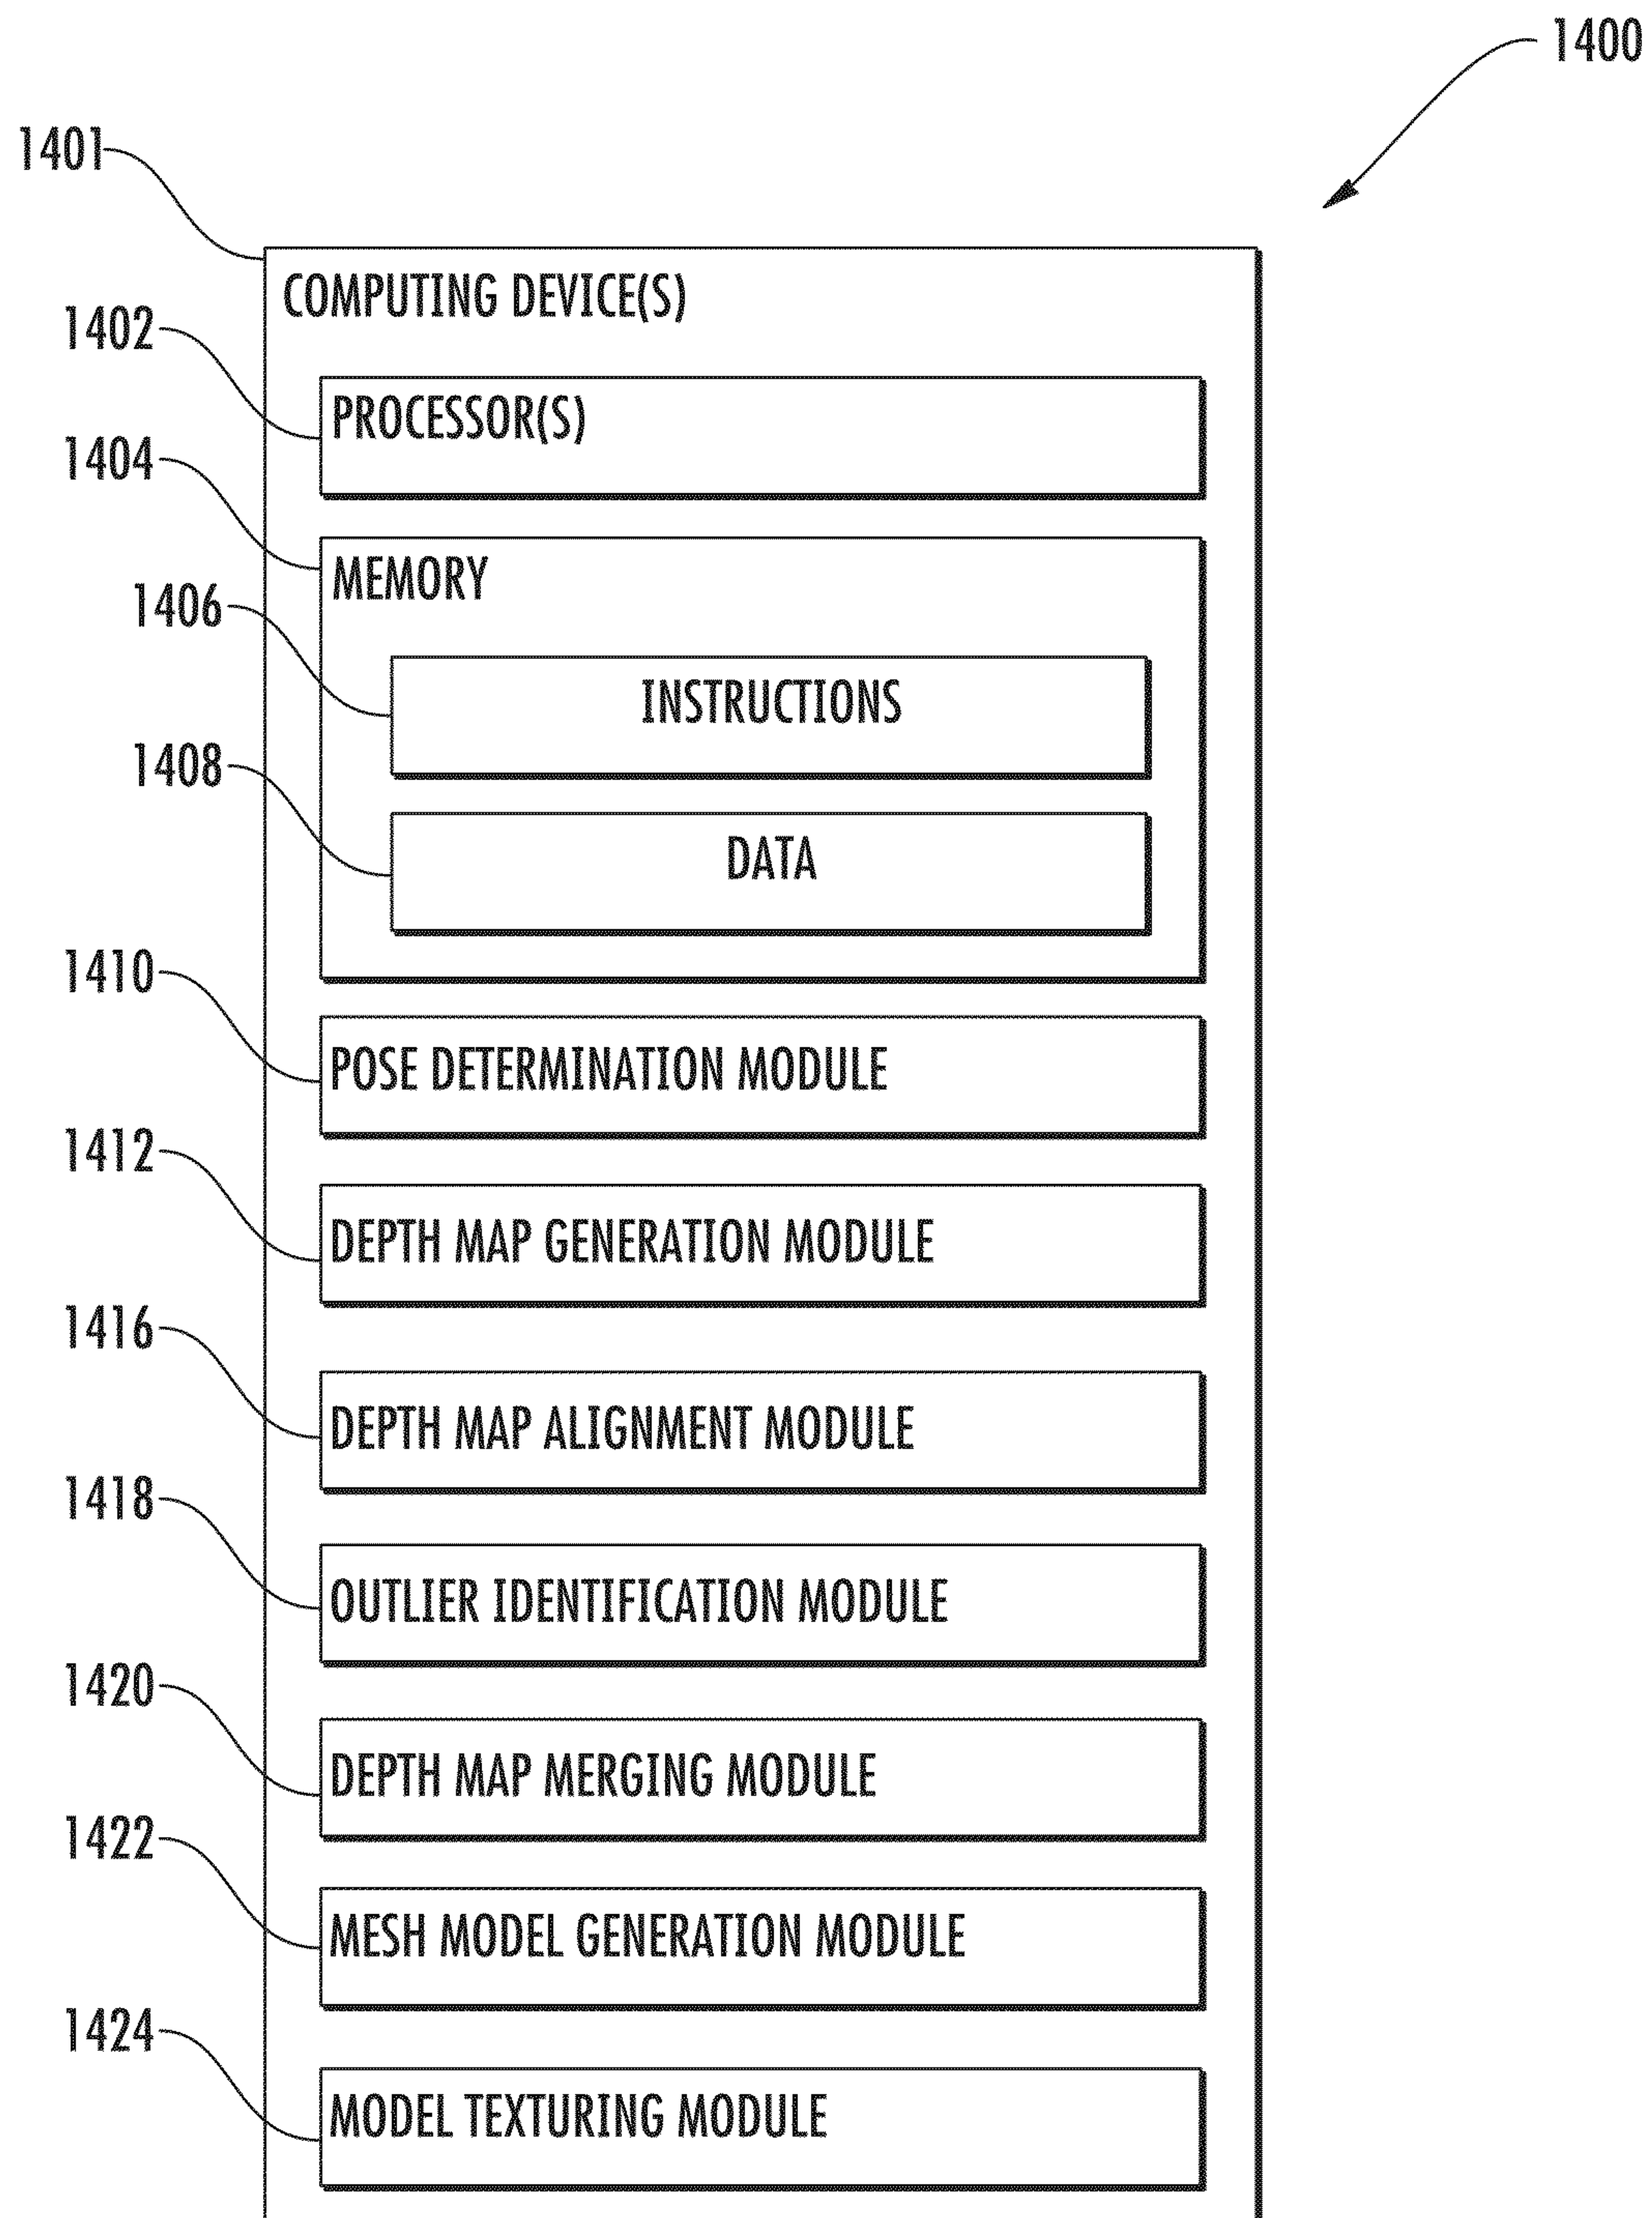 1400
1401
COMPUTING DEVICE(S)
1402
PROCESSOR(S)
1404
MEMORY
1406
INSTRUCTIONS
1408
DATA
1410
POSE DETERMINATION MODULE
1412
DEPTH MAP GENERATION MODULE
1416
DEPTH MAP ALIGNMENT MODULE
1418
OUTLIER IDENTIFICATION MODULE
1420
DEPTH MAP MERGING MODULE
1422
MESH MODEL GENERATION MODULE
1424
MODEL TEXTURING MODULE